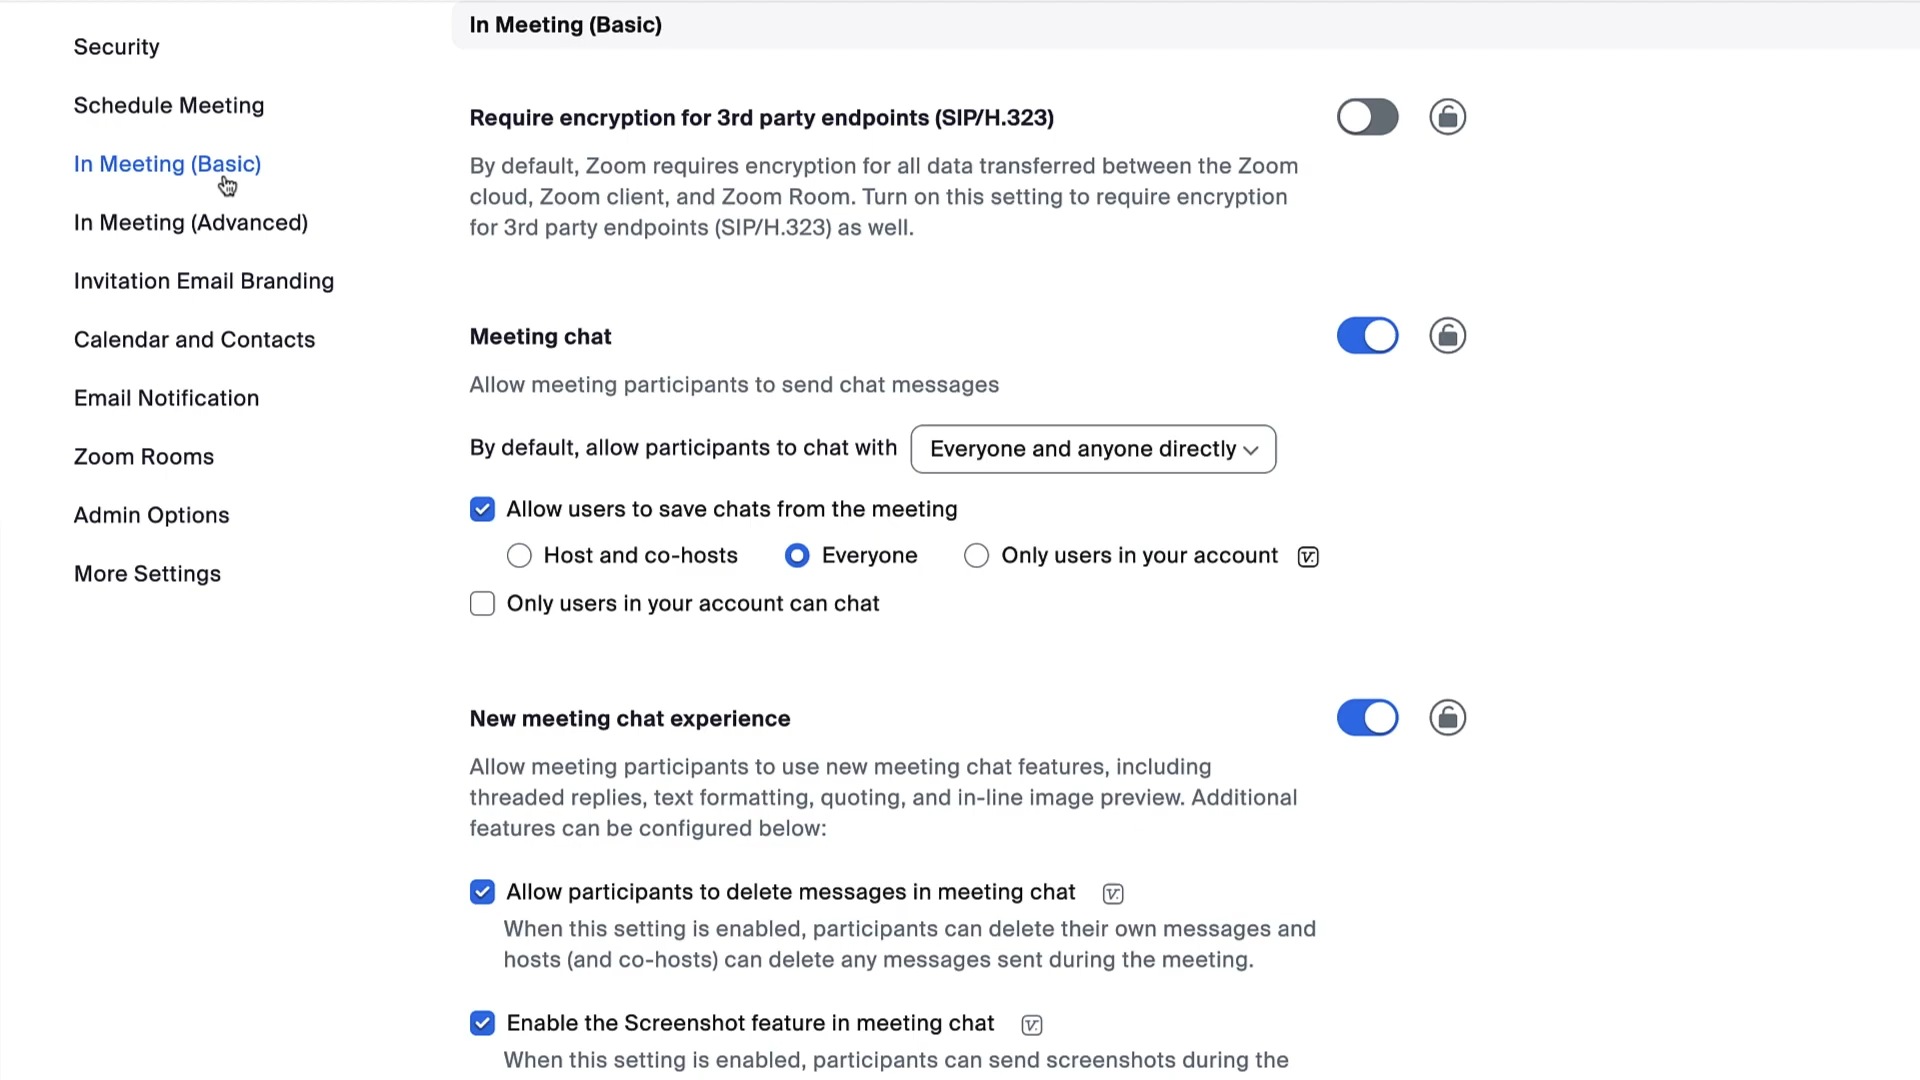 Security
Schedule Meeting
In Meeting (Basic)
In Meeting (Advanced)
Invitation Email Branding
Calendar and Contacts
Email Notification
Zoom Rooms
Admin Options
More Settings
In Meeting (Basic)
Require encryption for 3rd party endpoints (SIP/H.323)
By default, Zoom requires encryption for all data transferred between the Zoom
cloud, Zoom client, and Zoom Room. Turn on this setting to require encryption
for 3rd party endpoints (SIP/H.323) as well.
Meeting chat
Allow meeting participants to send chat messages
By default, allow participants to chat with Everyone and anyone directly
Allow users to save chats from the meeting
Host and co-hosts Everyone Only users in your account V.
Only users in your account can chat
New meeting chat experience
Allow meeting participants to use new meeting chat features, including
threaded replies, text formatting, quoting, and in-line image preview. Additional
features can be configured below:
Allow participants to delete messages in meeting chat V.
When this setting is enabled, participants can delete their own messages and
hosts (and co-hosts) can delete any messages sent during the meeting.
Enable the Screenshot feature in meeting chat V.
When this setting is enabled, participants can send screenshots during the